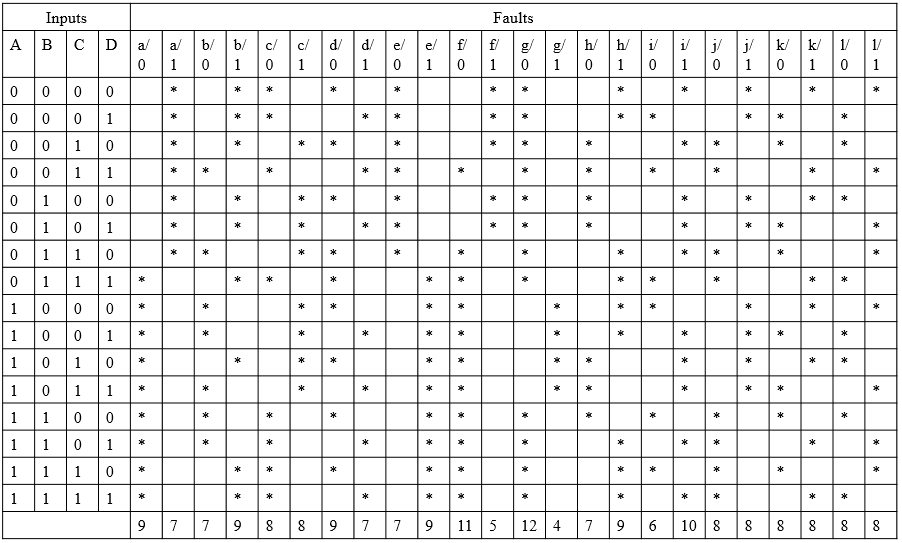 Inputs Faults
A B C D a/0 a/1 b/0 b/1 c/0 c/1 d/0 d/1 e/0 e/1 f/0 f/1 g/0 g/1 h/0 h/1 i/0 i/1 j/0 j/1 k/0 k/1 l/0 l/1
0 0 0 0 * * * * * * * * * * * *
0 0 0 1 * * * * * * * * * * * *
0 0 1 0 * * * * * * * * * * * *
0 0 1 1 * * * * * * * * * * * *
0 1 0 0 * * * * * * * * * * * *
0 1 0 1 * * * * * * * * * * * *
0 1 1 0 * * * * * * * * * * * *
0 1 1 1 * * * * * * * * * * * *
1 0 0 0 * * * * * * * * * * * *
1 0 0 1 * * * * * * * * * * * *
1 0 1 0 * * * * * * * * * * * *
1 0 1 1 * * * * * * * * * * * *
1 1 0 0 * * * * * * * * * * * *
1 1 0 1 * * * * * * * * * * * *
1 1 1 0 * * * * * * * * * * * *
1 1 1 1 * * * * * * * * * * * *
9 7 7 9 8 8 9 7 7 9 11 5 12 4 7 9 6 10 8 8 8 8 8 8